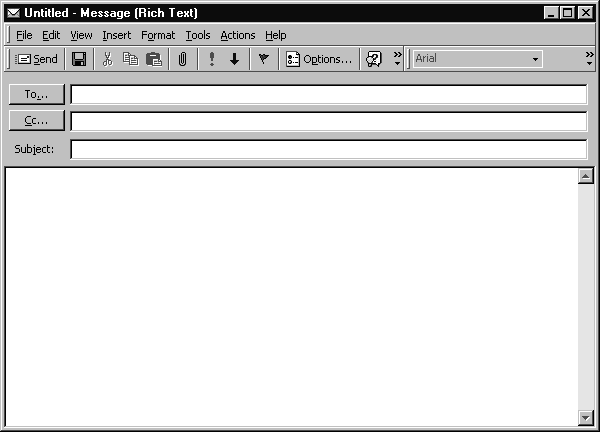 Untitled - Message (Rich Text)
File Edit View Insert Format Tools Actions Help
Send Options... Arial
To...
Cc...
Subject: